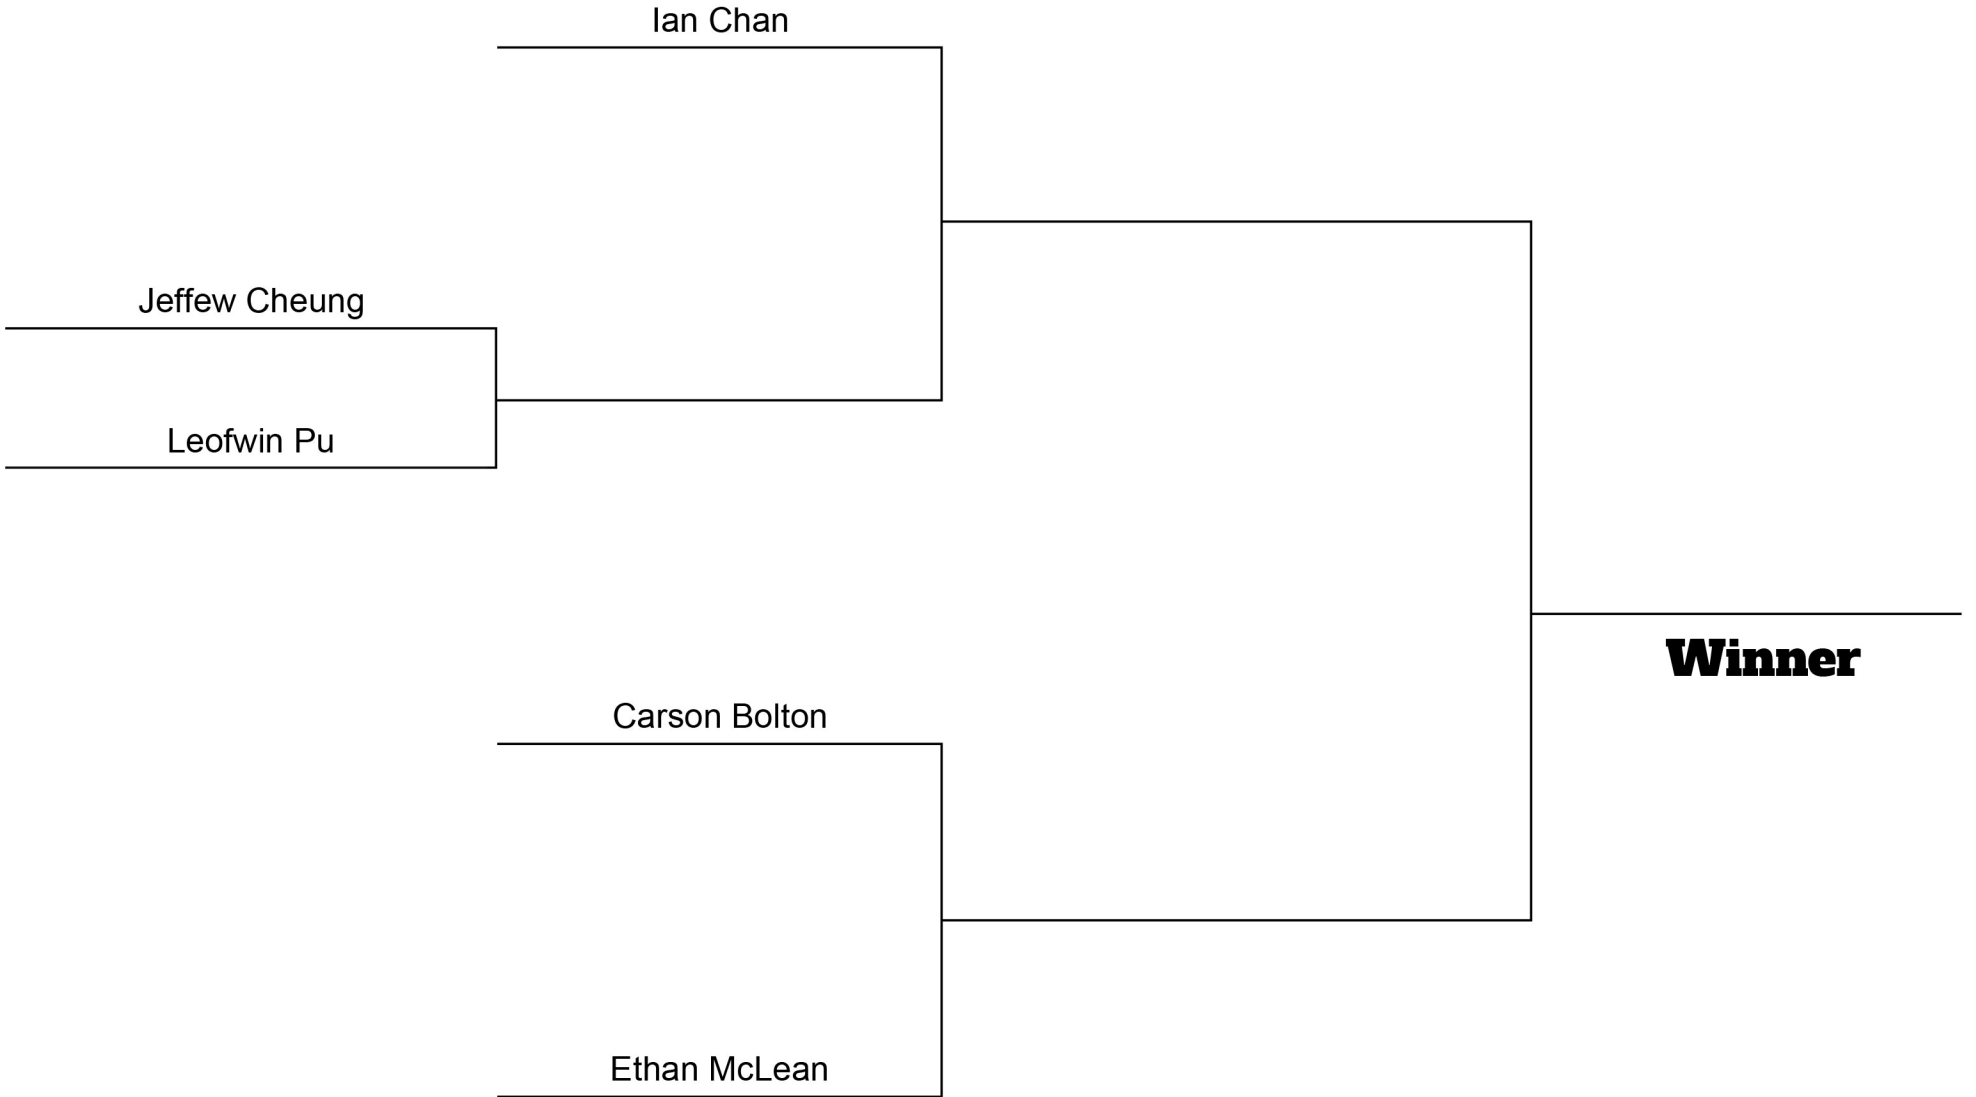 Ian Chan
Jeffew Cheung
Leofwin Pu
Winner
Carson Bolton
Ethan McLean